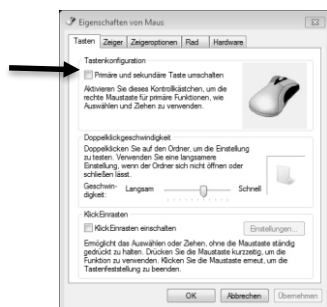 Eigenschaften von Maus
Tasten Zeiger Zeigeroptionen Rad Hardware
Tastenkonfiguration
Primäre und sekundäre Taste umschalten
Aktivieren Sie dieses Kontrollkästchen, um die
rechte Maustaste für primäre Funktionen, wie
Auswählen und Ziehen zu verwenden.
Doppelklickgeschwindigkeit
Doppelklicken Sie auf den Ordner, um die Einstellung
zu testen. Verwenden Sie eine langsamere
Einstellung, wenn der Ordner sich nicht öffnen oder
schließen lässt.
Geschwin-
digkeit: Langsam Schnell
KlickEinrasten
KlickEinrasten einschalten Einstellungen...
Ermöglicht das Auswählen oder Ziehen, ohne die Maustaste ständig
gedrückt zu halten. Drücken Sie die Maustaste kurzzeitig, um die
Funktion zu verwenden. Klicken Sie die Maustaste erneut, um die
Tastenfeststellung zu beenden.
OK Abbrechen Übernehmen